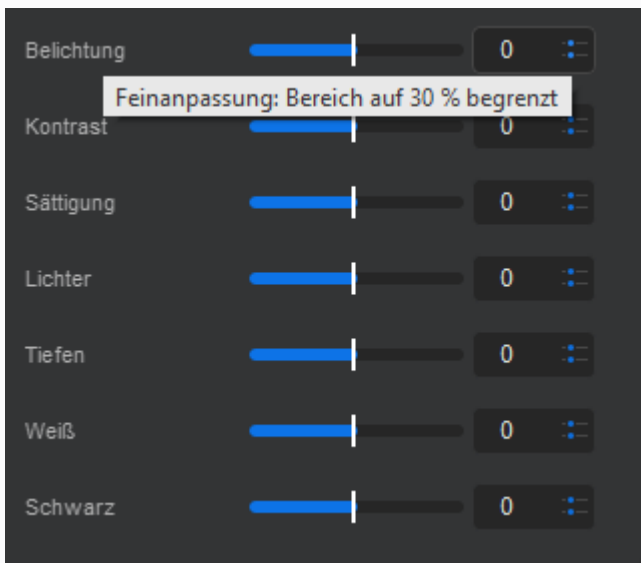 Belichtung 0
Feinanpassung: Bereich auf 30 % begrenzt
Kontrast 0
Sättigung 0
Lichter 0
Tiefen 0
Weiß 0
Schwarz 0